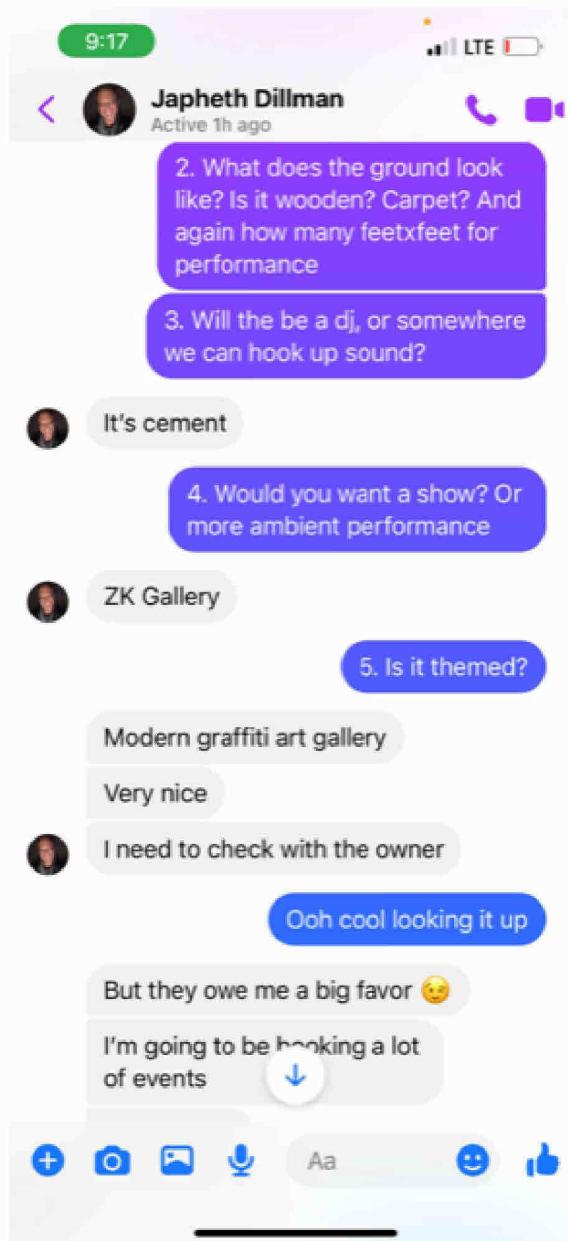 9:17
LTE
Japheth Dillman
Active 1h ago
2. What does the ground look
like? Is it wooden? Carpet? And
again how many feetxfeet for
performance
3. Will the be a dj, or somewhere
we can hook up sound?
It's cement
4. Would you want a show? Or
more ambient performance
ZK Gallery
5. Is it themed?
Modern graffiti art gallery
Very nice
I need to check with the owner
Ooh cool looking it up
But they owe me a big favor 😉
I'm going to be booking a lot
of events
Aa